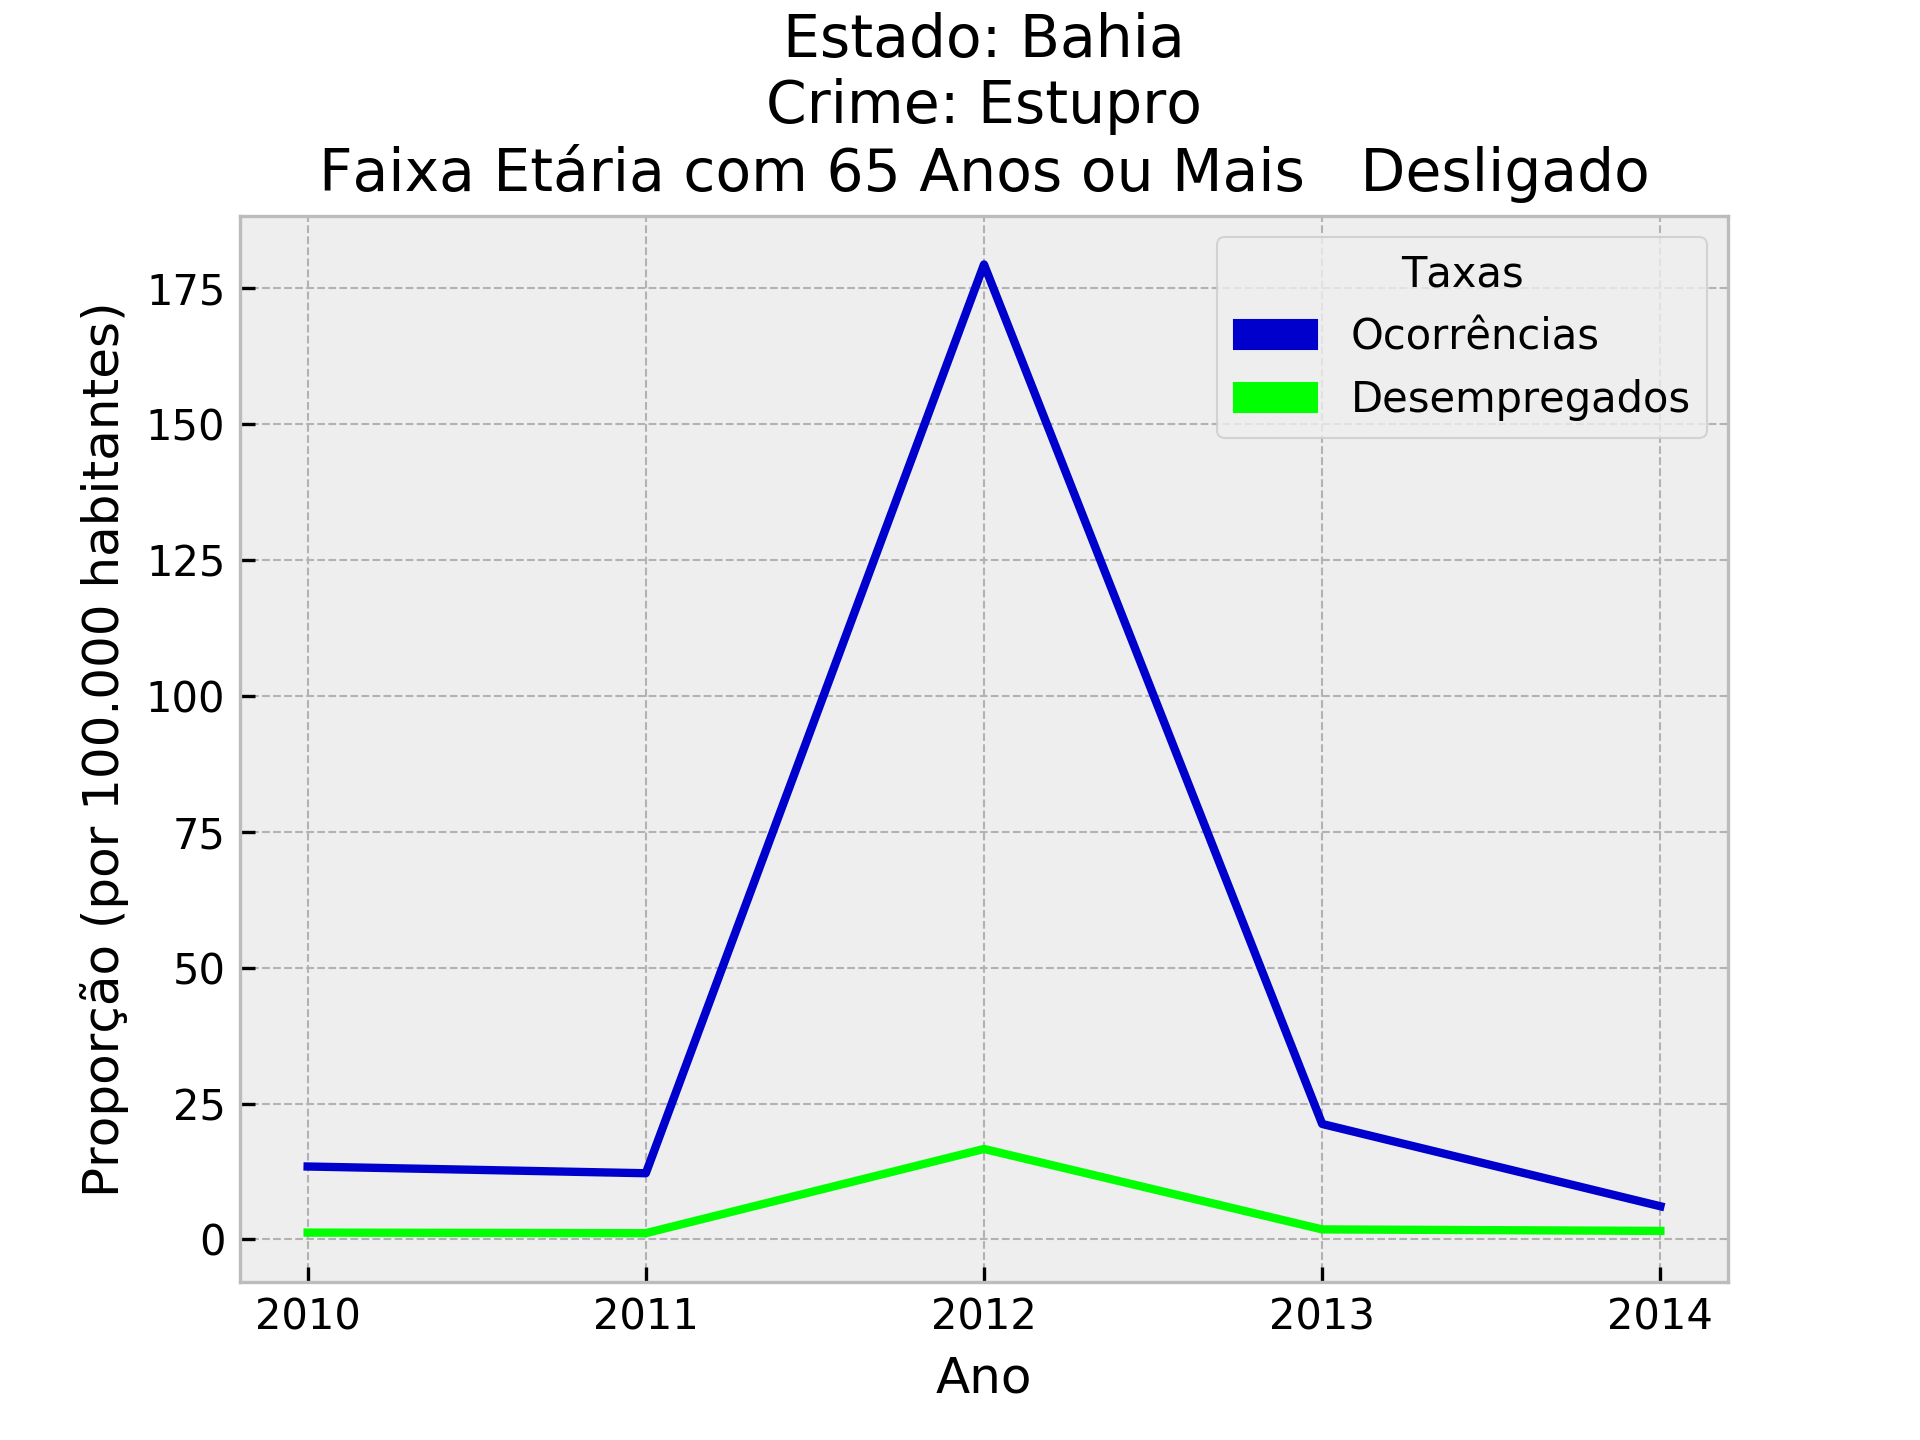 Estado: Bahia
Crime: Estupro
Faixa Etária com 65 Anos ou Mais   Desligado
Taxas
Ocorrências
Desempregados
Proporção (por 100.000 habitantes)
175
150
125
100
75
50
25
0
2010 2011 2012 2013 2014
Ano